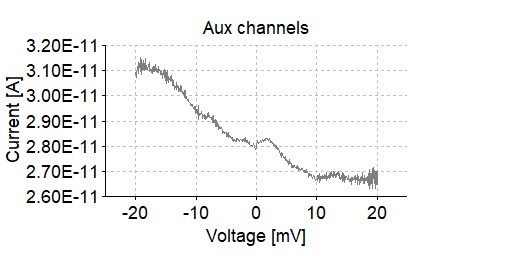 Aux channels
3.20E-11
3.10E-11
3.00E-11
2.90E-11
2.80E-11
2.70E-11
2.60E-11
Current [A]
-20 -10 0 10 20
Voltage [mV]